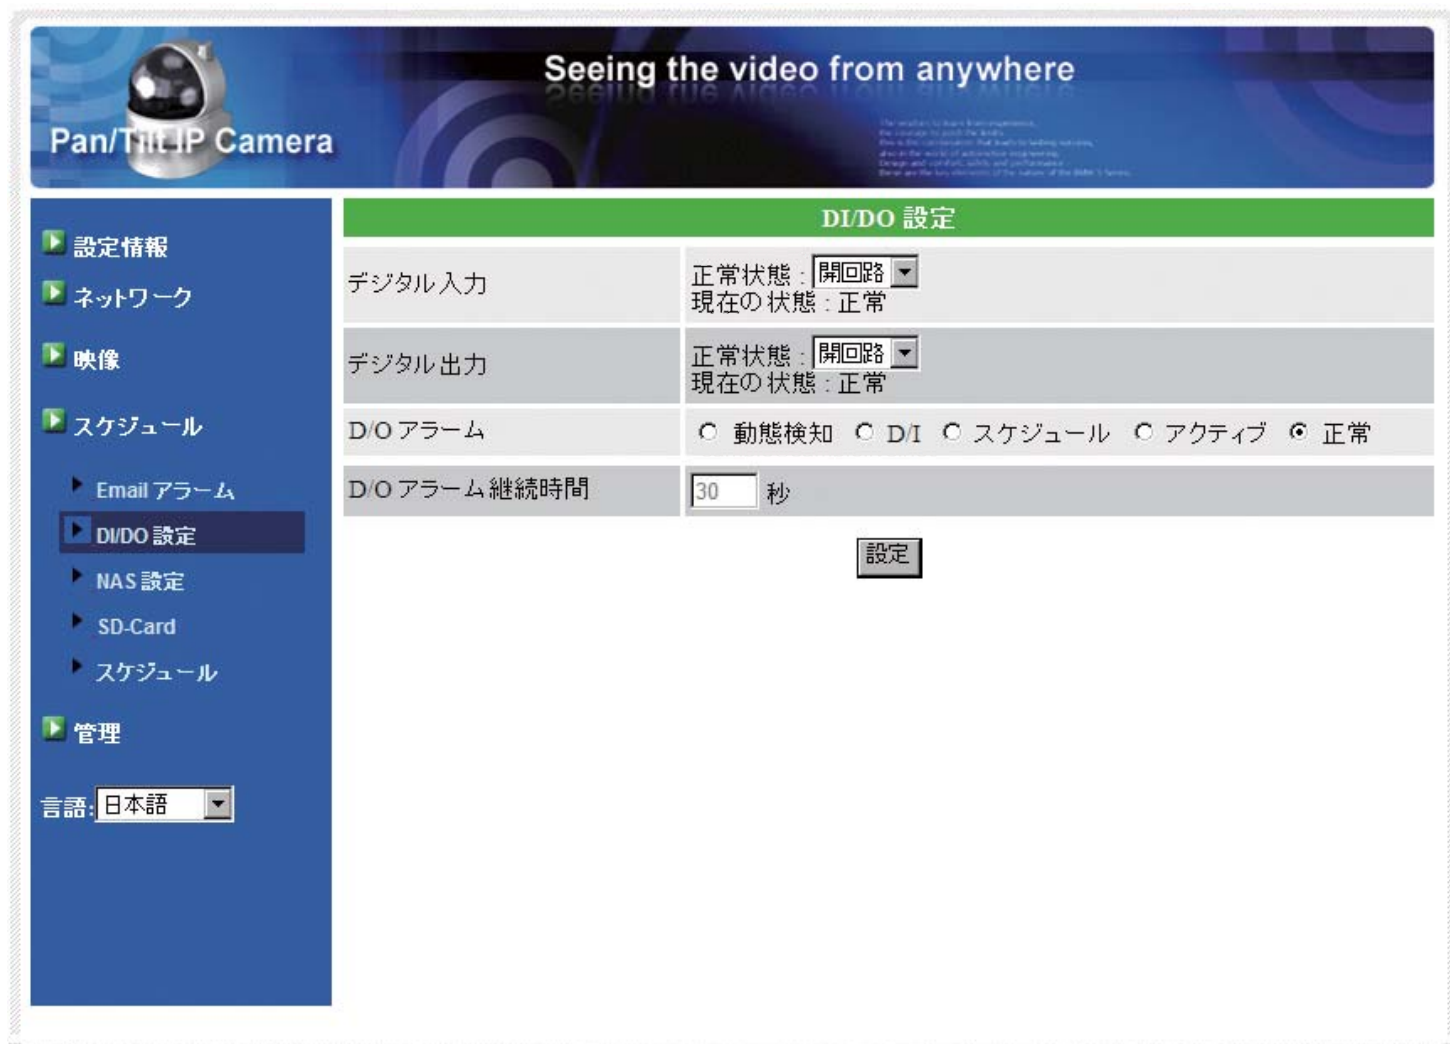 Seeing the video from anywhere
Pan/Tilt IP Camera
設定情報
ネットワーク
映像
スケジュール
Email アラーム
DI/DO 設定
NAS 設定
SD-Card
スケジュール
管理
言語: 日本語
DI/DO 設定
デジタル入力
正常状態 : 開回路
現在の状態 : 正常
デジタル出力
正常状態 : 開回路
現在の状態 : 正常
D/O アラーム
動態検知 D/I スケジュール アクティブ 正常
D/O アラーム継続時間
30 秒
設定